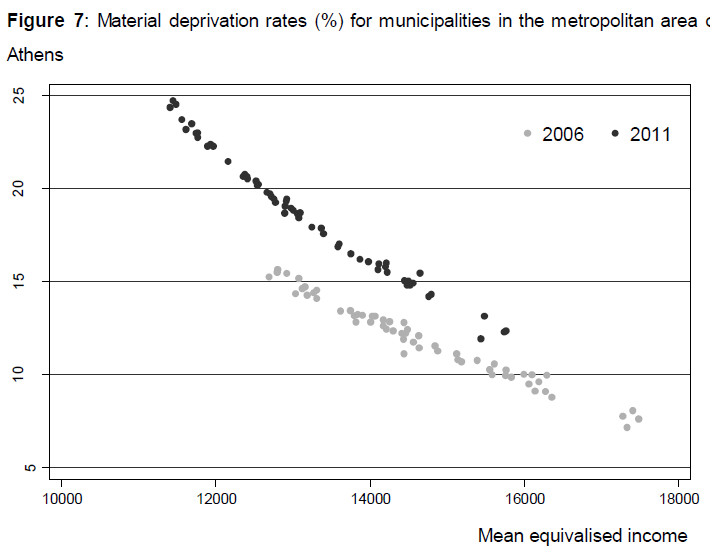 Figure 7: Material deprivation rates (%) for municipalities in the metropolitan area
Athens
25
2006
2011
20
15
10
5
10000 12000 14000 16000 18000
Mean equivalised income